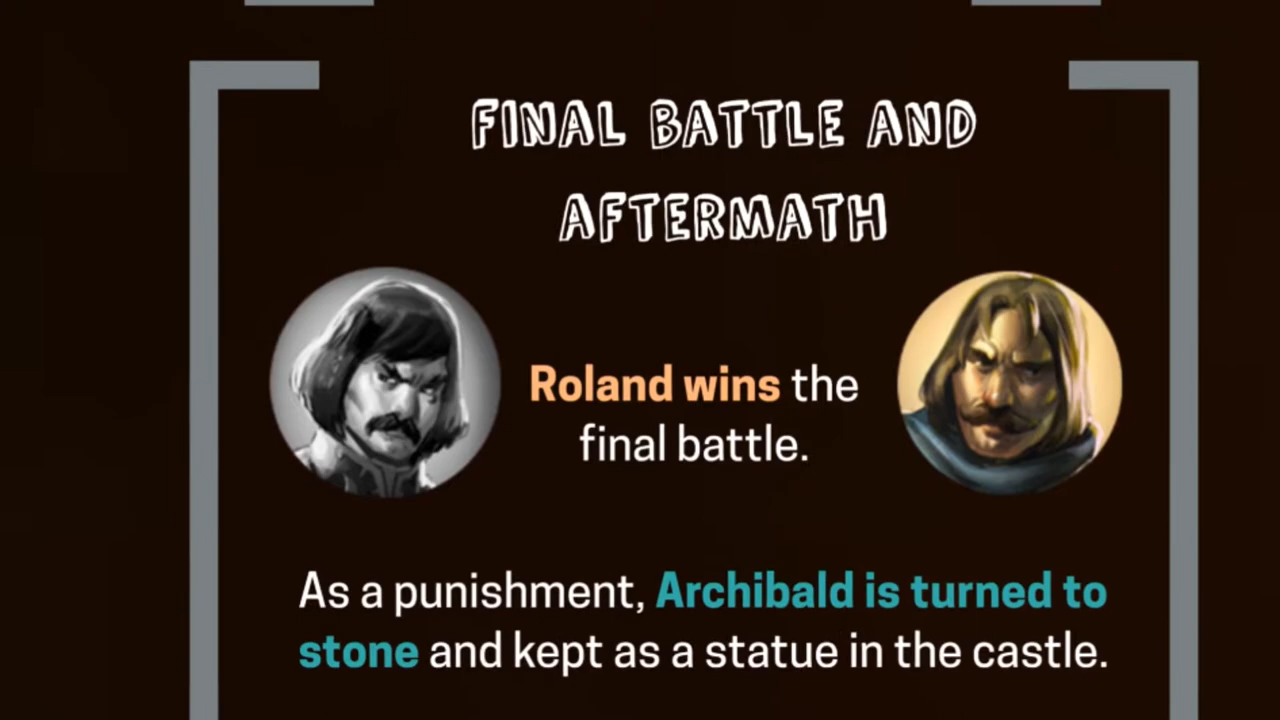 FINAL BATTLE AND
AFTERMATH
Roland wins the
final battle.
As a punishment, Archibald is turned to
stone and kept as a statue in the castle.